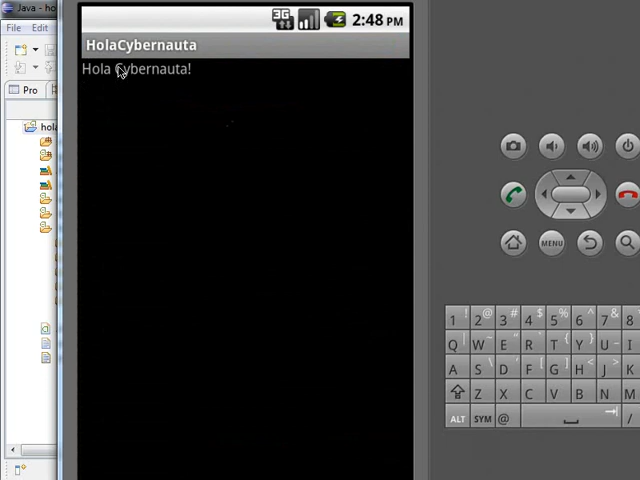 Java - ho
File Edit
Pro
hola
3G 2:48 PM
HolaCybernauta
Hola Cybernauta!
MENU
1 ! 2 @ 3 # 4 $ 5 % 6 ^ 7 & 8
Q W ~ E R T { Y } U _ I
A S \ D F [ G ] H < J > K
Z X C V B N M
ALT SYM @ /